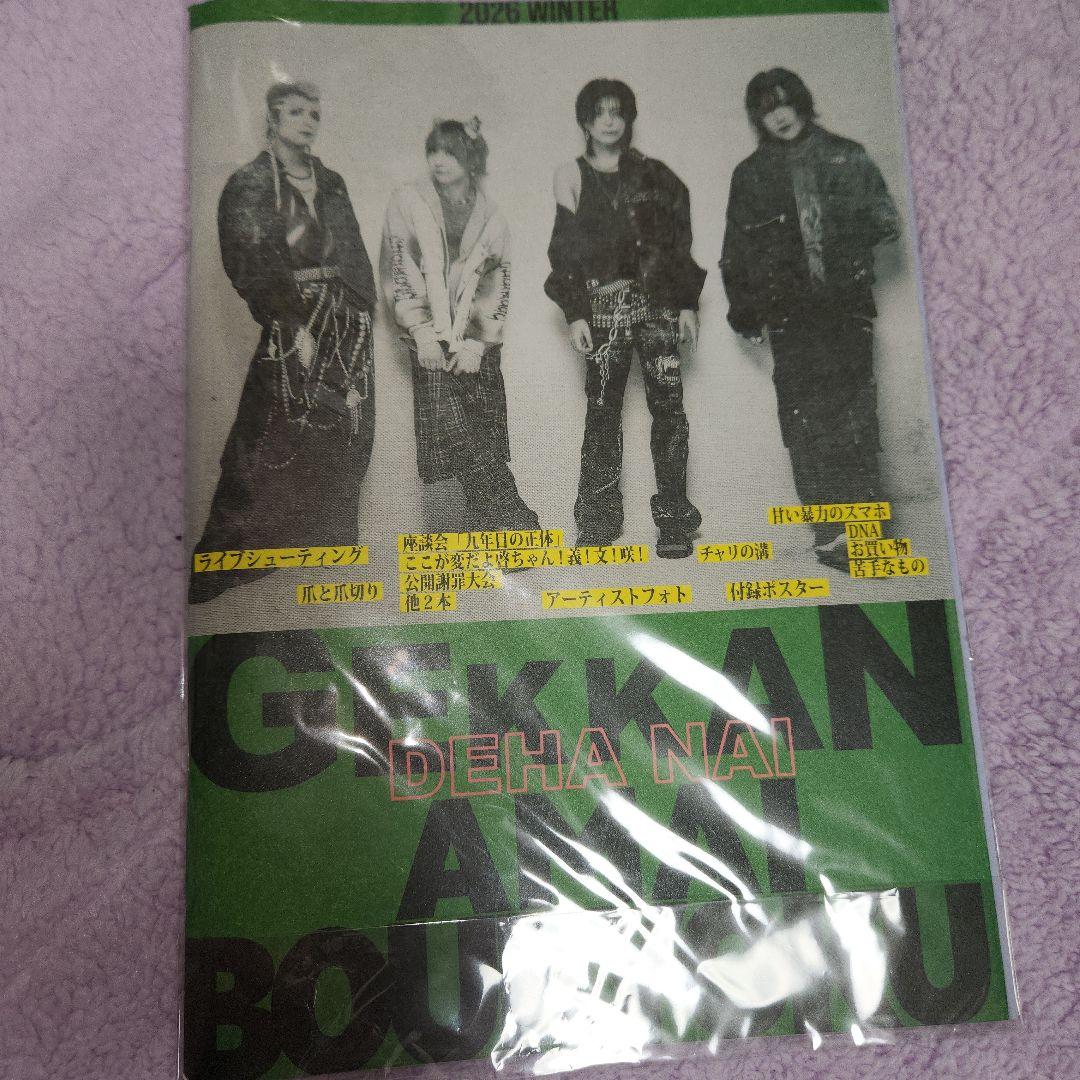 2026 WINTER
ライブシューティング
爪と爪切り
座談会「九年目の正体」
ここが変だよ啓ちゃん!義!文!咲!
公開謝罪大会
他2本
アーティストフォト
チャリの溝
付録ポスター
甘い暴力のスマホ
DNA
お買い物
苦手なもの
GEKKAN
DEHA NAI
AMAI